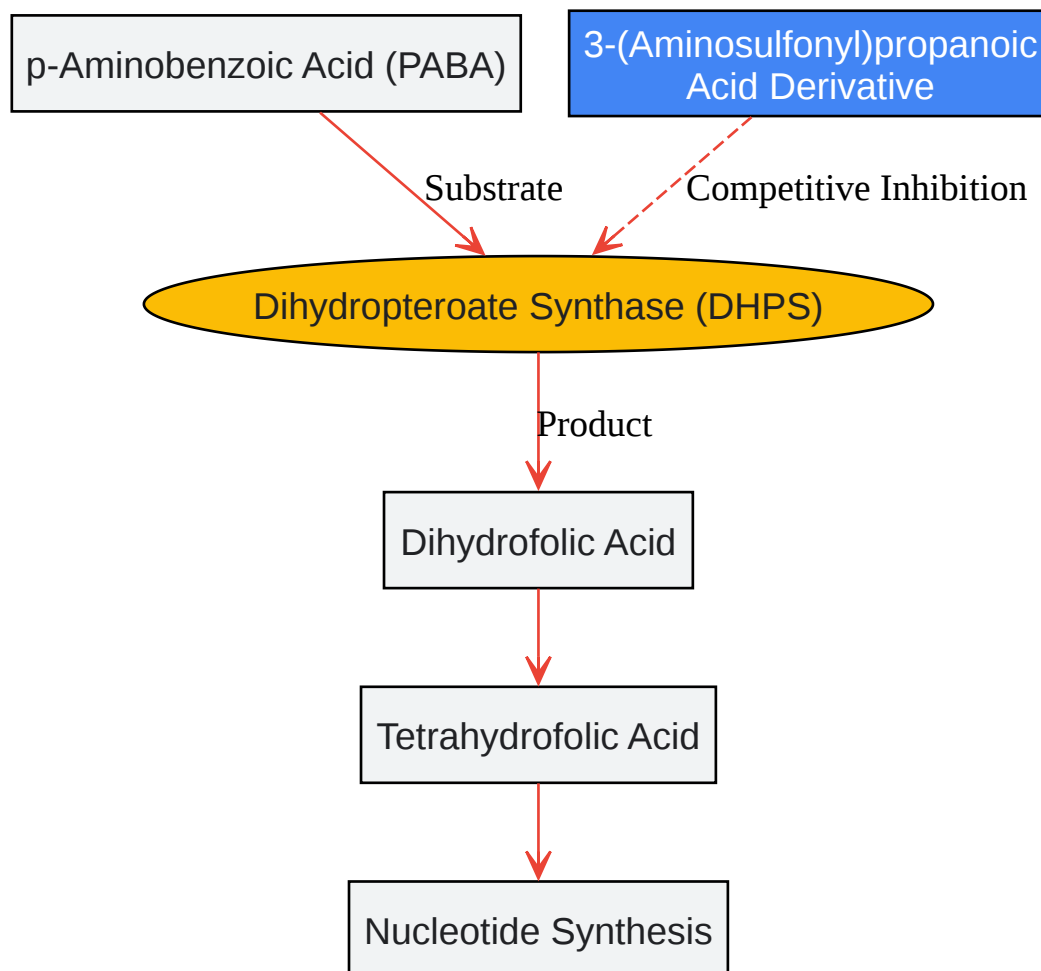 p-Aminobenzoic Acid (PABA)
3-(Aminosulfonyl)propanoic
Acid Derivative
Substrate
Competitive Inhibition
Dihydropteroate Synthase (DHPS)
Product
Dihydrofolic Acid
Tetrahydrofolic Acid
Nucleotide Synthesis